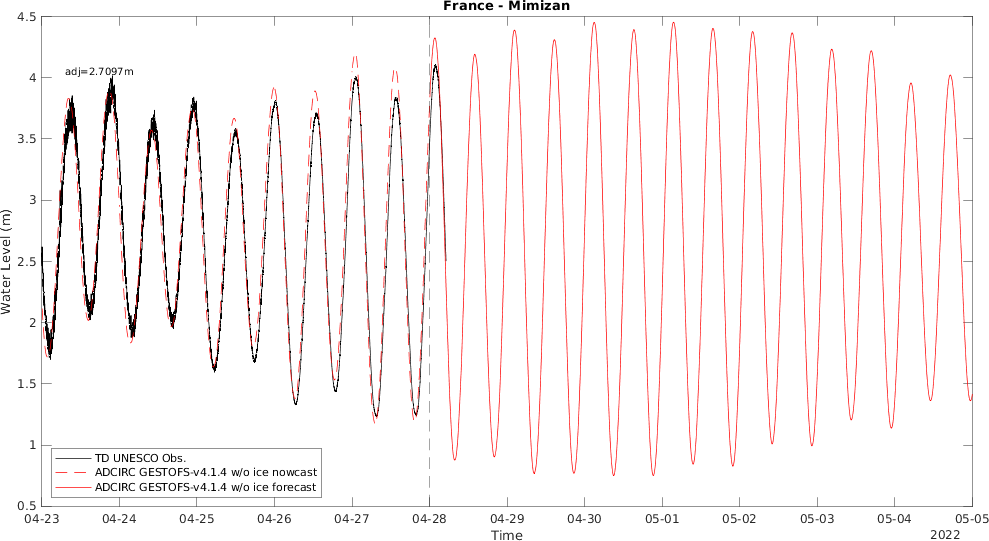 France - Mimizan
adj=2.7097m
4.5
4
3.5
3
2.5
2
1.5
1
0.5
Water Level (m)
TD UNESCO Obs.
ADCIRC GESTOFS-v4.1.4 w/o ice nowcast
ADCIRC GESTOFS-v4.1.4 w/o ice forecast
04-23 04-24 04-25 04-26 04-27 04-28 04-29 04-30 05-01 05-02 05-03 05-04 05-05
Time
2022